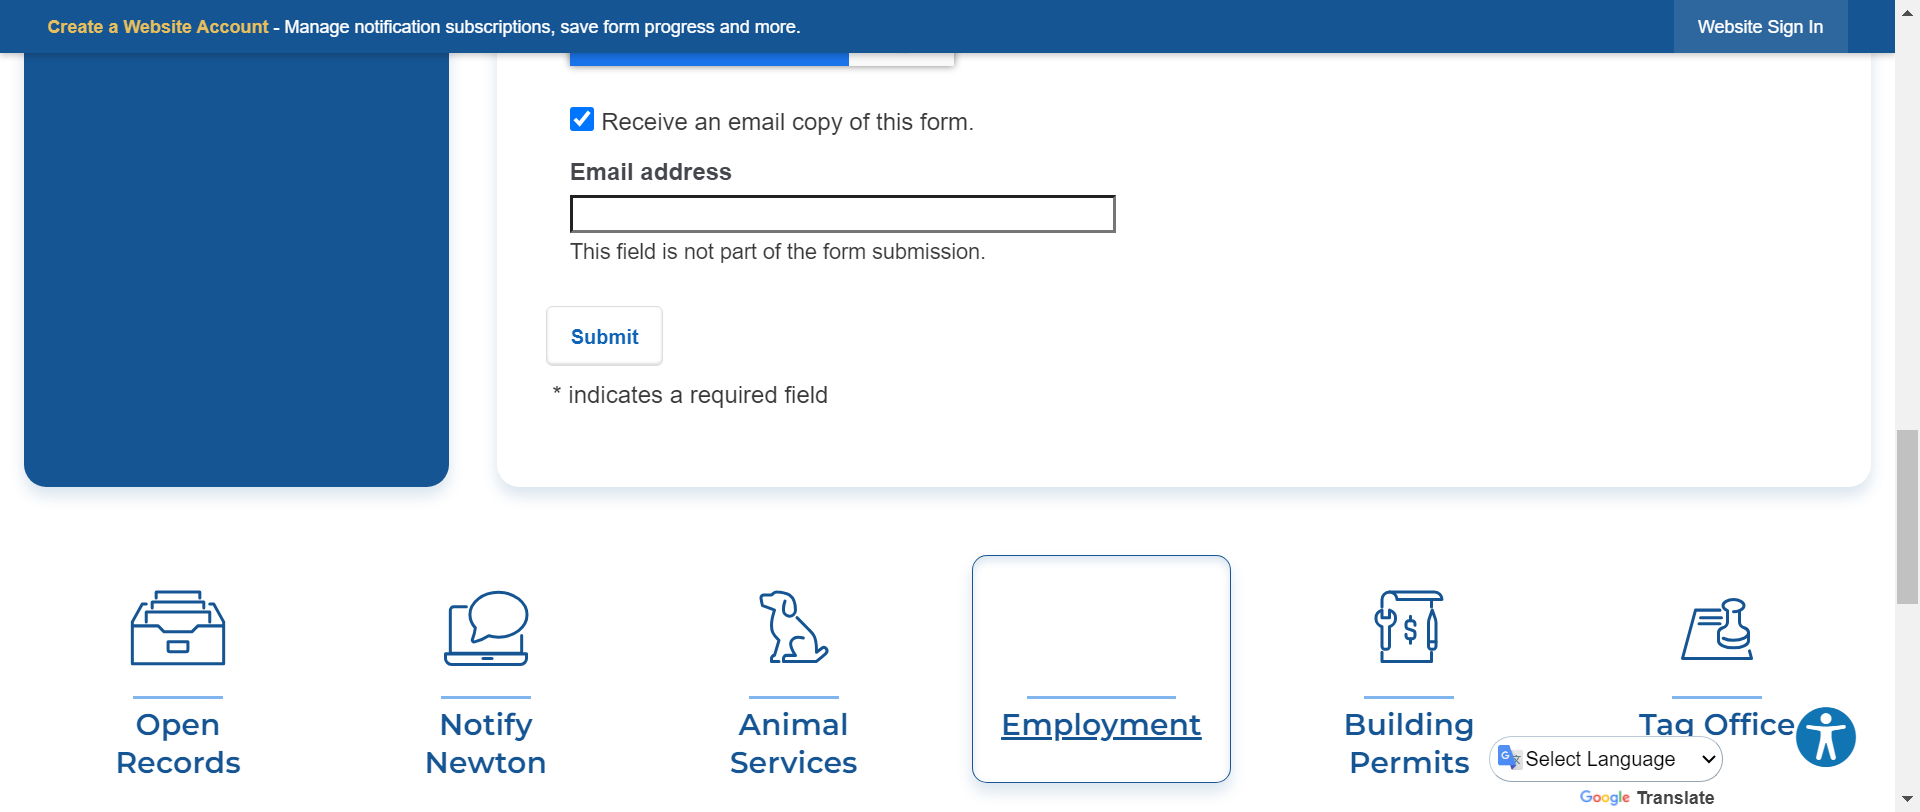 Create a Website Account - Manage notification subscriptions, save form progress and more.
Website Sign In
Receive an email copy of this form.
Email address
This field is not part of the form submission.
Submit
* indicates a required field
Open
Records
Notify
Newton
Animal
Services
Employment
$
Building
Permits
Tag Office
Select Language
Google Translate